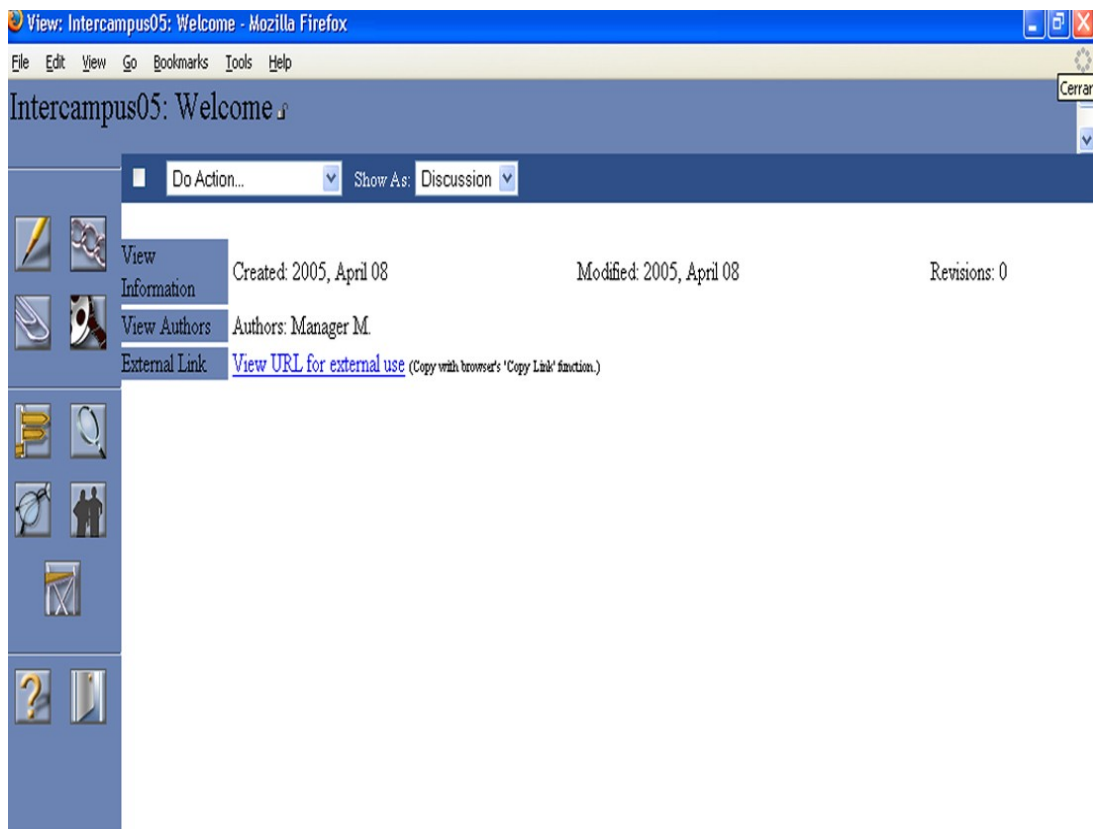 View: Intercampus05: Welcome - Mozilla Firefox
File Edit View Go Bookmarks Tools Help
Cerrar
Intercampus05: Welcome
Do Action... Show As: Discussion
View
Information
Created: 2005, April 08 Modified: 2005, April 08 Revisions: 0
View Authors Authors: Manager M.
External Link View URL for external use (Copy with browser's 'Copy Link' function.)
?